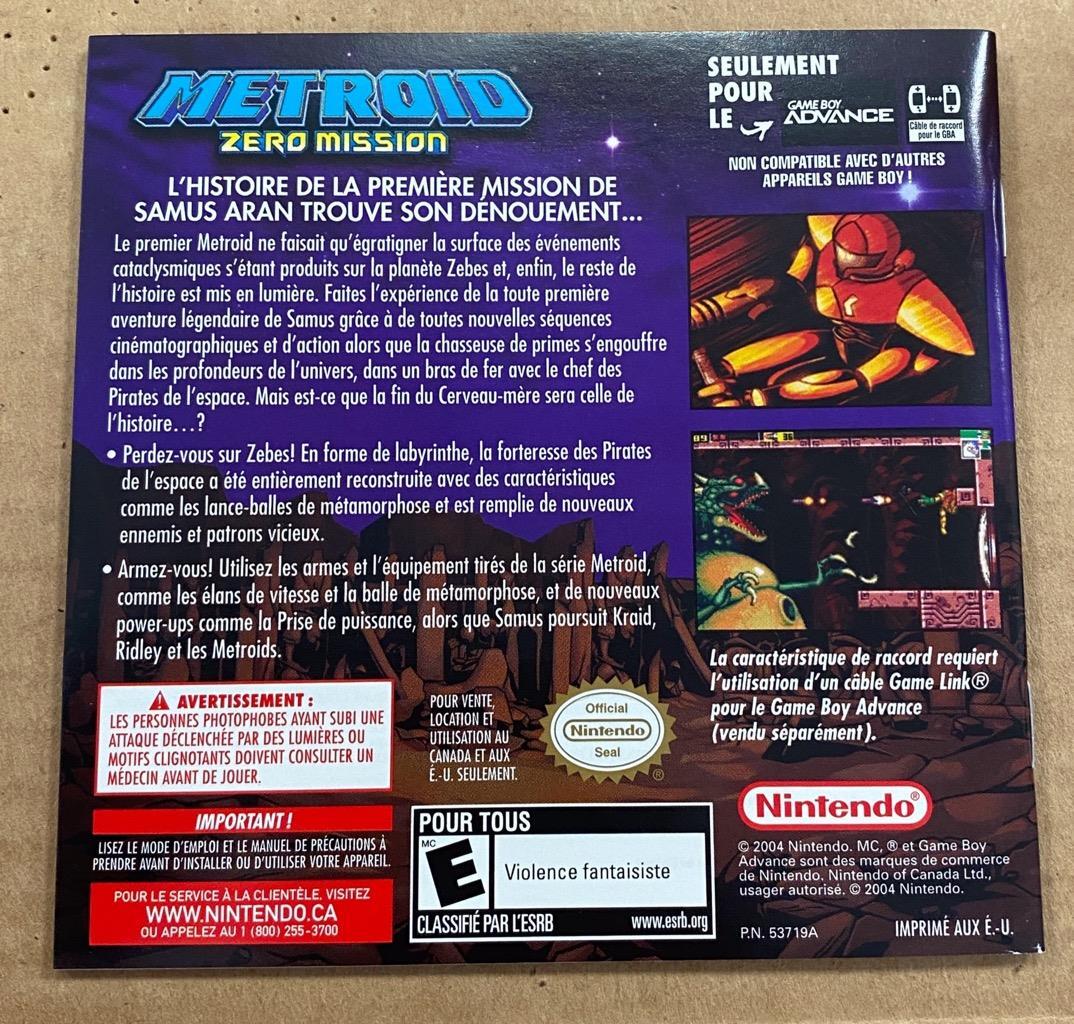 METROID
ZERO MISSION
L'HISTOIRE DE LA PREMIÈRE MISSION DE
SAMUS ARAN TROUVE SON DÉNOUEMENT...
Le premier Metroid ne faisait qu'égratigner la surface des événements
cataclysmiques s'étant produits sur la planète Zebes et, enfin, le reste de
l'histoire est mis en lumière. Faites l'expérience de la toute première
aventure légendaire de Samus grâce à de toutes nouvelles séquences
cinématographiques et d'action alors que la chasseuse de primes s'engouffre
dans les profondeurs de l'univers, dans un bras de fer avec le chef des
Pirates de l'espace. Mais est-ce que la fin du Cerveau-mère sera celle de
l'histoire...?
• Perdez-vous sur Zebes! En forme de labyrinthe, la forteresse des Pirates
de l'espace a été entièrement reconstruite avec des caractéristiques
comme les lance-balles de métamorphose et est remplie de nouveaux
ennemis et patrons vicieux.
• Armez-vous! Utilisez les armes et l'équipement tirés de la série Metroid,
comme les élans de vitesse et la balle de métamorphose, et de nouveaux
power-ups comme la Prise de puissance, alors que Samus poursuit Kraid,
Ridley et les Metroids.
SEULEMENT
POUR
LE
GAME BOY
ADVANCE
Câble de raccord
pour le GBA
NON COMPATIBLE AVEC D'AUTRES
APPAREILS GAME BOY !
89
36
La caractéristique de raccord requiert
l'utilisation d'un câble Game Link®
pour le Game Boy Advance
(vendu séparément).
AVERTISSEMENT :
LES PERSONNES PHOTOPHOBES AYANT SUBI UNE
ATTAQUE DÉCLENCHÉE PAR DES LUMIÈRES OU
MOTIFS CLIGNOTANTS DOIVENT CONSULTER UN
MÉDECIN AVANT DE JOUER.
POUR VENTE,
LOCATION ET
UTILISATION AU
CANADA ET AUX
É.-U. SEULEMENT.
Official
Nintendo
Seal
®
IMPORTANT !
LISEZ LE MODE D'EMPLOI ET LE MANUEL DE PRÉCAUTIONS À
PRENDRE AVANT D'INSTALLER OU D'UTILISER VOTRE APPAREIL.
POUR LE SERVICE À LA CLIENTÈLE, VISITEZ
WWW.NINTENDO.CA
OU APPELEZ AU 1 (800) 255-3700
POUR TOUS
MC
E
Violence fantaisiste
CLASSIFIÉ PAR L'ESRB
www.esrb.org
Nintendo®
© 2004 Nintendo. MC, ® et Game Boy
Advance sont des marques de commerce
de Nintendo. Nintendo of Canada Ltd.,
usager autorisé. © 2004 Nintendo.
P.N. 53719A
IMPRIMÉ AUX É.-U.